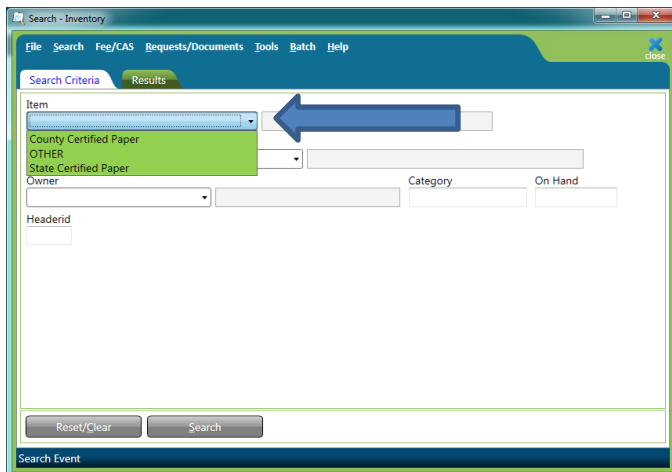 Search - Inventory
File Search Fee/CAS Requests/Documents Tools Batch Help
close
Search Criteria Results
Item
County Certified Paper
OTHER
State Certified Paper
Owner Category On Hand
Headerid
Reset/Clear Search
Search Event